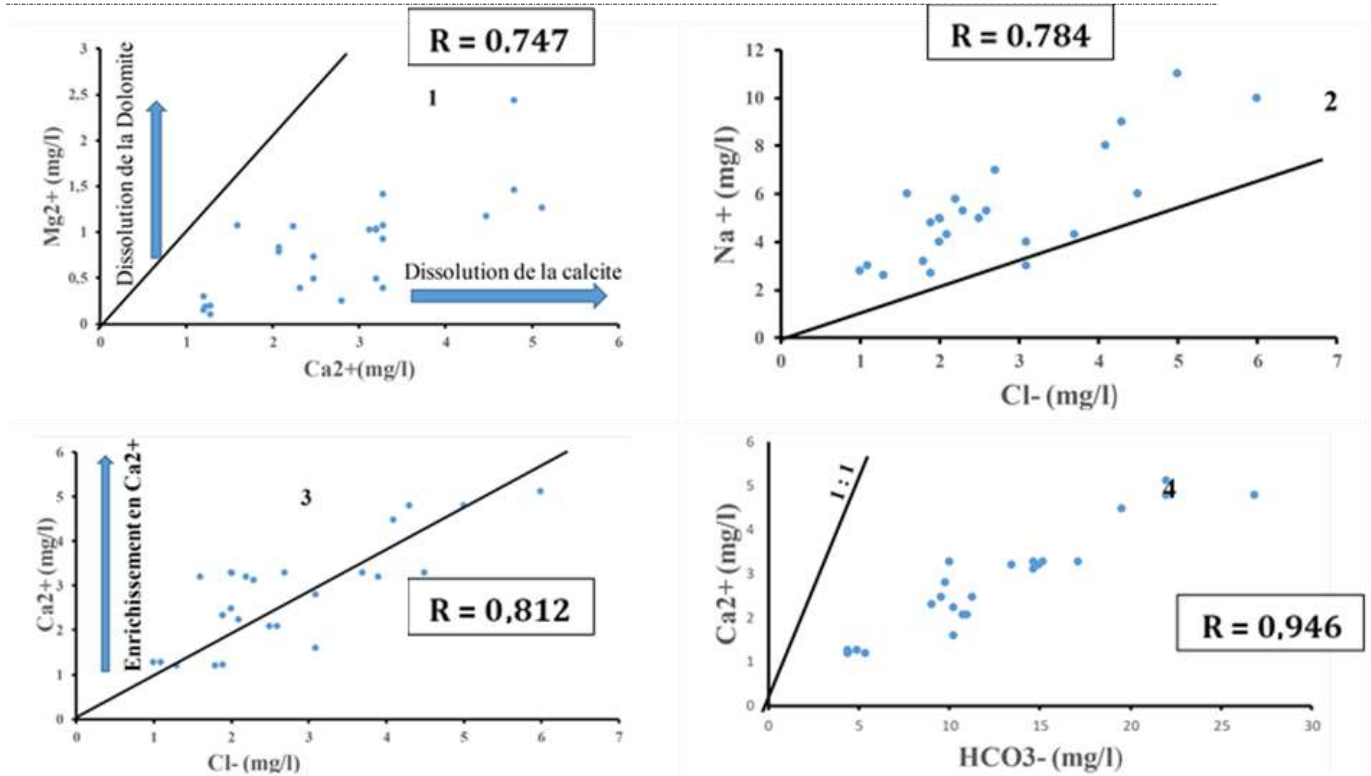 R = 0.747
3
2,5
2
1,5
1
0,5
0
Mg2+ (mg/l)
Dissolution de la Dolomite
1
Dissolution de la calcite
0 1 2 3 4 5 6
Ca2+(mg/l)
R = 0.784
12
10
8
6
4
2
0
Na + (mg/l)
2
0 1 2 3 4 5 6 7
Cl- (mg/l)
6
5
4
3
2
1
0
Ca2+ (mg/l)
Enrichissement en Ca2+
3
R = 0,812
0 1 2 3 4 5 6 7
Cl- (mg/l)
6
5
4
3
2
1
0
Ca2+ (mg/l)
1 : 1
4
R = 0,946
0 5 10 15 20 25 30
HCO3- (mg/l)